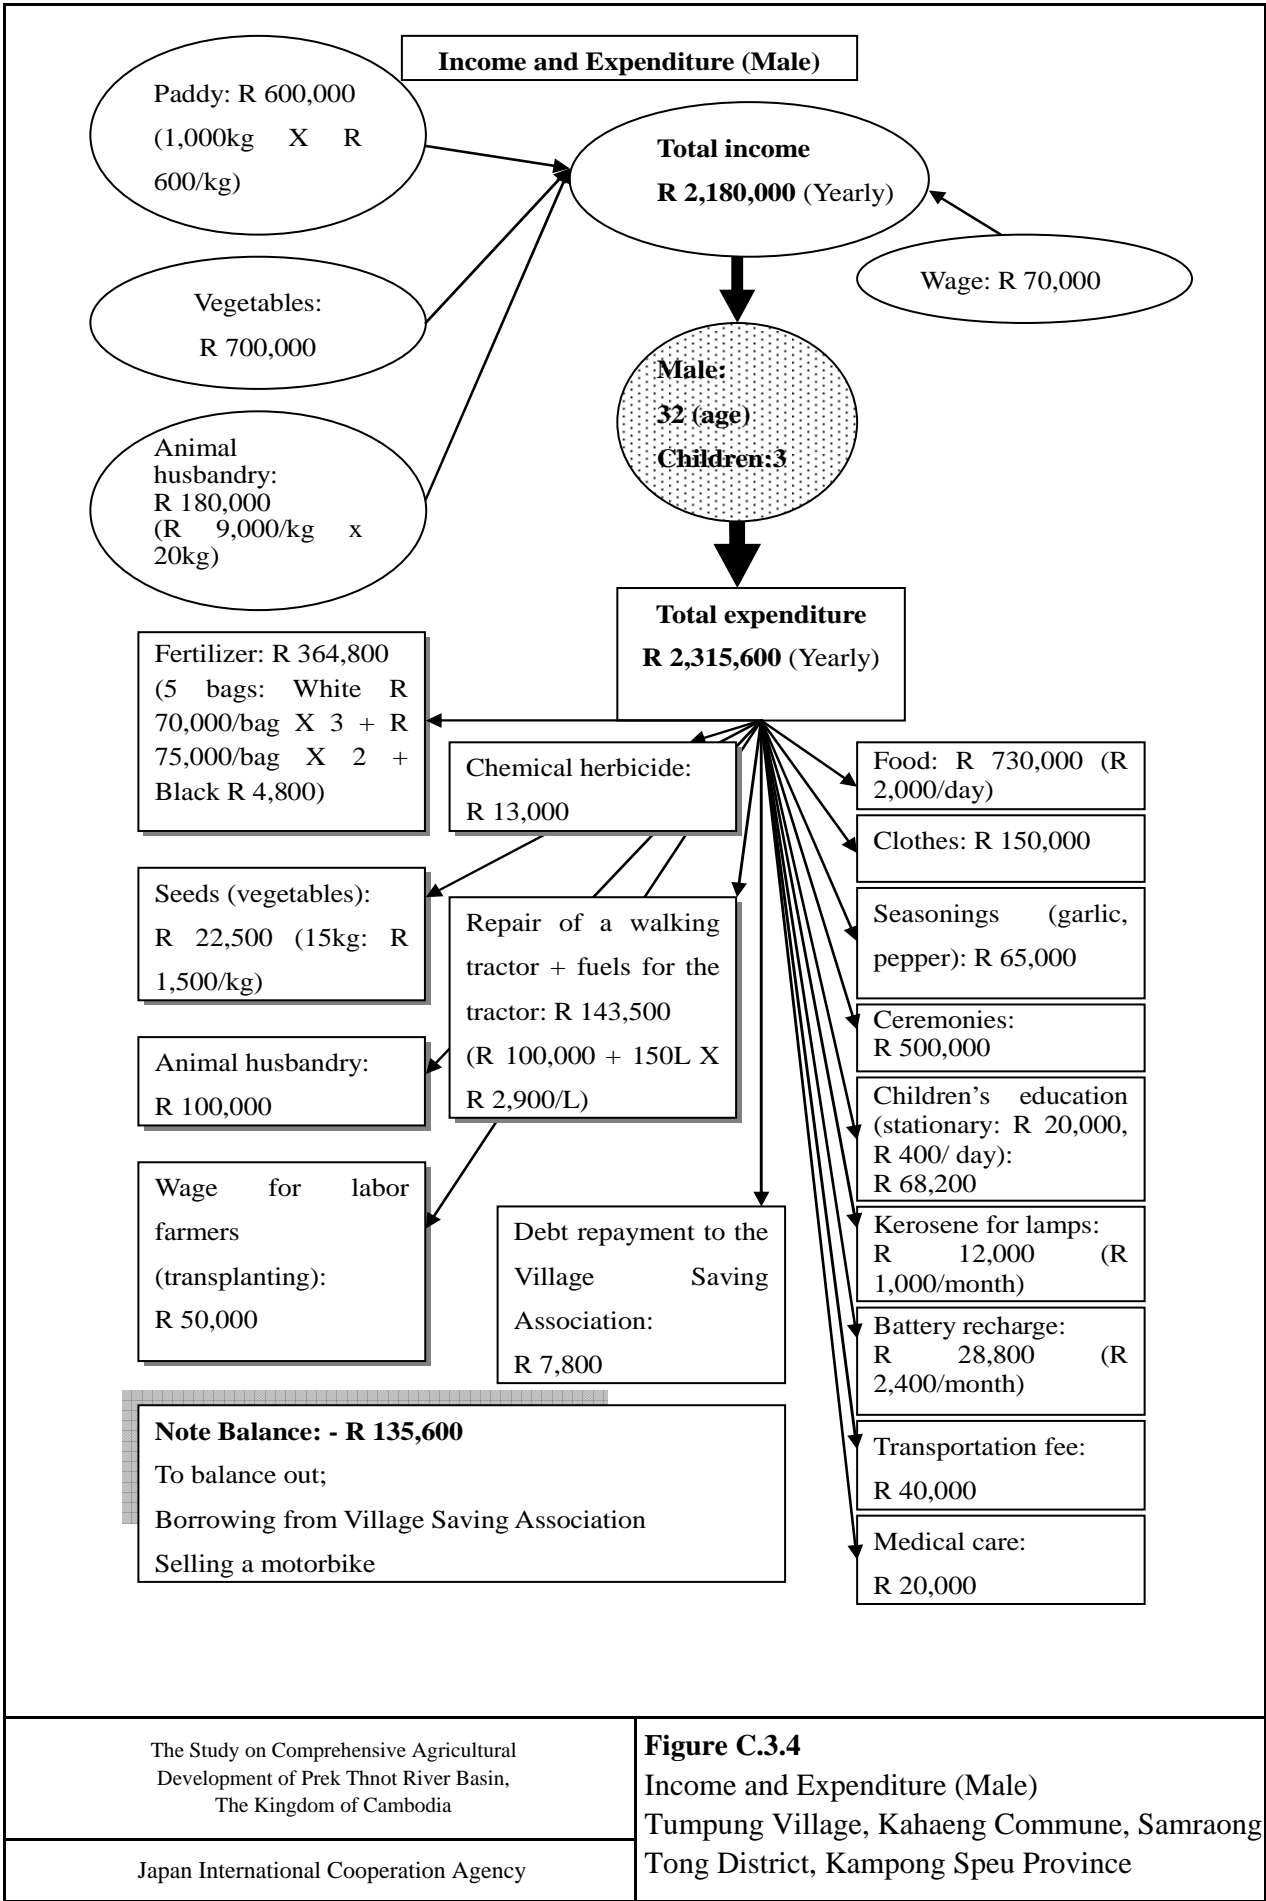 Income and Expenditure (Male)
Paddy: R 600,000
(1,000kg X R
600/kg)
Total income
R 2,180,000 (Yearly)
Wage: R 70,000
Vegetables:
R 700,000
Male:
32 (age)
Children:3
Animal
husbandry:
R 180,000
(R 9,000/kg x
20kg)
Total expenditure
R 2,315,600 (Yearly)
Fertilizer: R 364,800
(5 bags: White R
70,000/bag X 3 + R
75,000/bag X 2 +
Black R 4,800)
Chemical herbicide:
R 13,000
Food: R 730,000 (R
2,000/day)
Clothes: R 150,000
Seeds (vegetables):
R 22,500 (15kg: R
1,500/kg)
Repair of a walking
tractor + fuels for the
tractor: R 143,500
(R 100,000 + 150L X
R 2,900/L)
Seasonings (garlic,
pepper): R 65,000
Ceremonies:
R 500,000
Animal husbandry:
R 100,000
Children's education
(stationary: R 20,000,
R 400/ day):
R 68,200
Wage for labor
farmers
(transplanting):
R 50,000
Debt repayment to the
Village Saving
Association:
R 7,800
Kerosene for lamps:
R 12,000 (R
1,000/month)
Battery recharge:
R 28,800 (R
2,400/month)
Transportation fee:
R 40,000
Medical care:
R 20,000
Note Balance: - R 135,600
To balance out;
Borrowing from Village Saving Association
Selling a motorbike
The Study on Comprehensive Agricultural
Development of Prek Thnot River Basin,
The Kingdom of Cambodia
Japan International Cooperation Agency
Figure C.3.4
Income and Expenditure (Male)
Tumpung Village, Kahaeng Commune, Samraong
Tong District, Kampong Speu Province